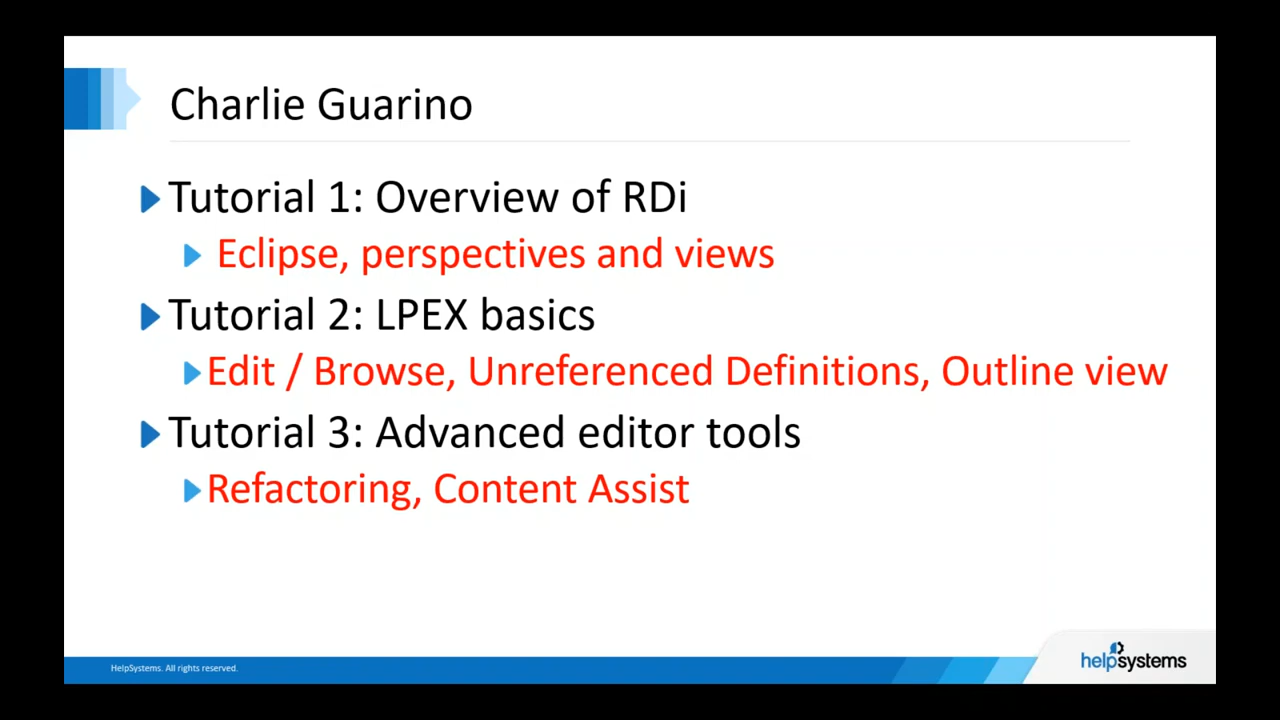 Charlie Guarino
Tutorial 1: Overview of RDi
Eclipse, perspectives and views
Tutorial 2: LPEX basics
Edit / Browse, Unreferenced Definitions, Outline view
Tutorial 3: Advanced editor tools
Refactoring, Content Assist
HelpSystems. All rights reserved.
helpsystems